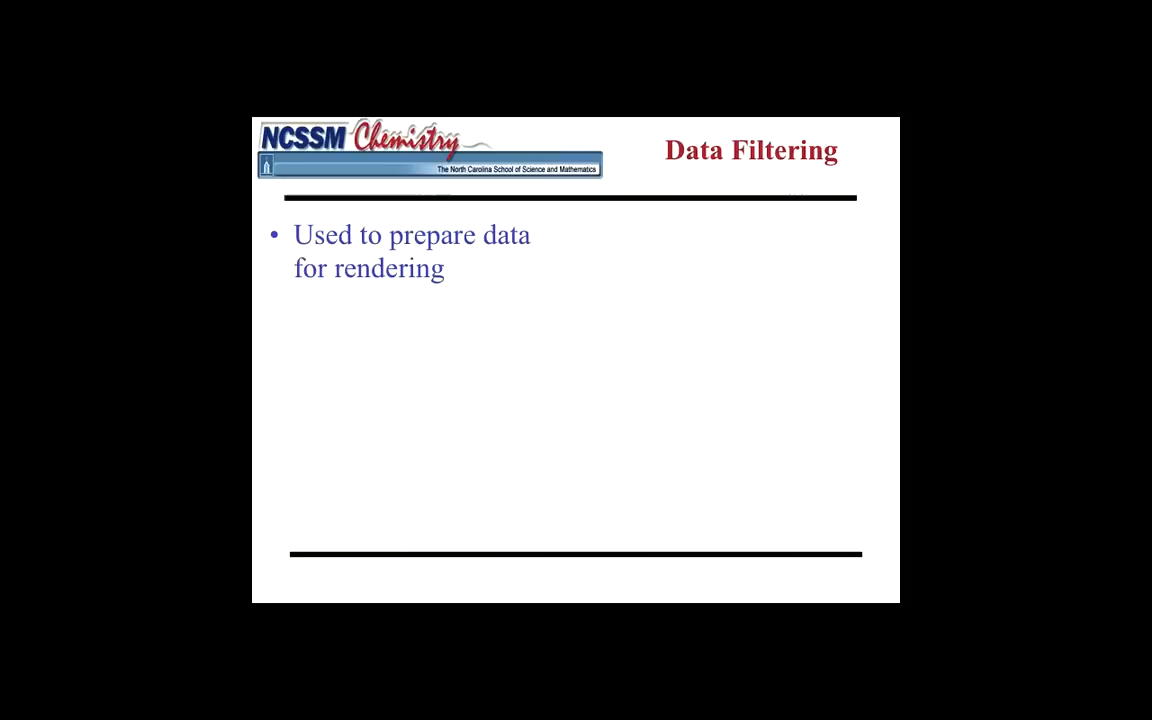 NCSSM Chemistry
The North Carolina School of Science and Mathematics
Data Filtering
• Used to prepare data
for rendering